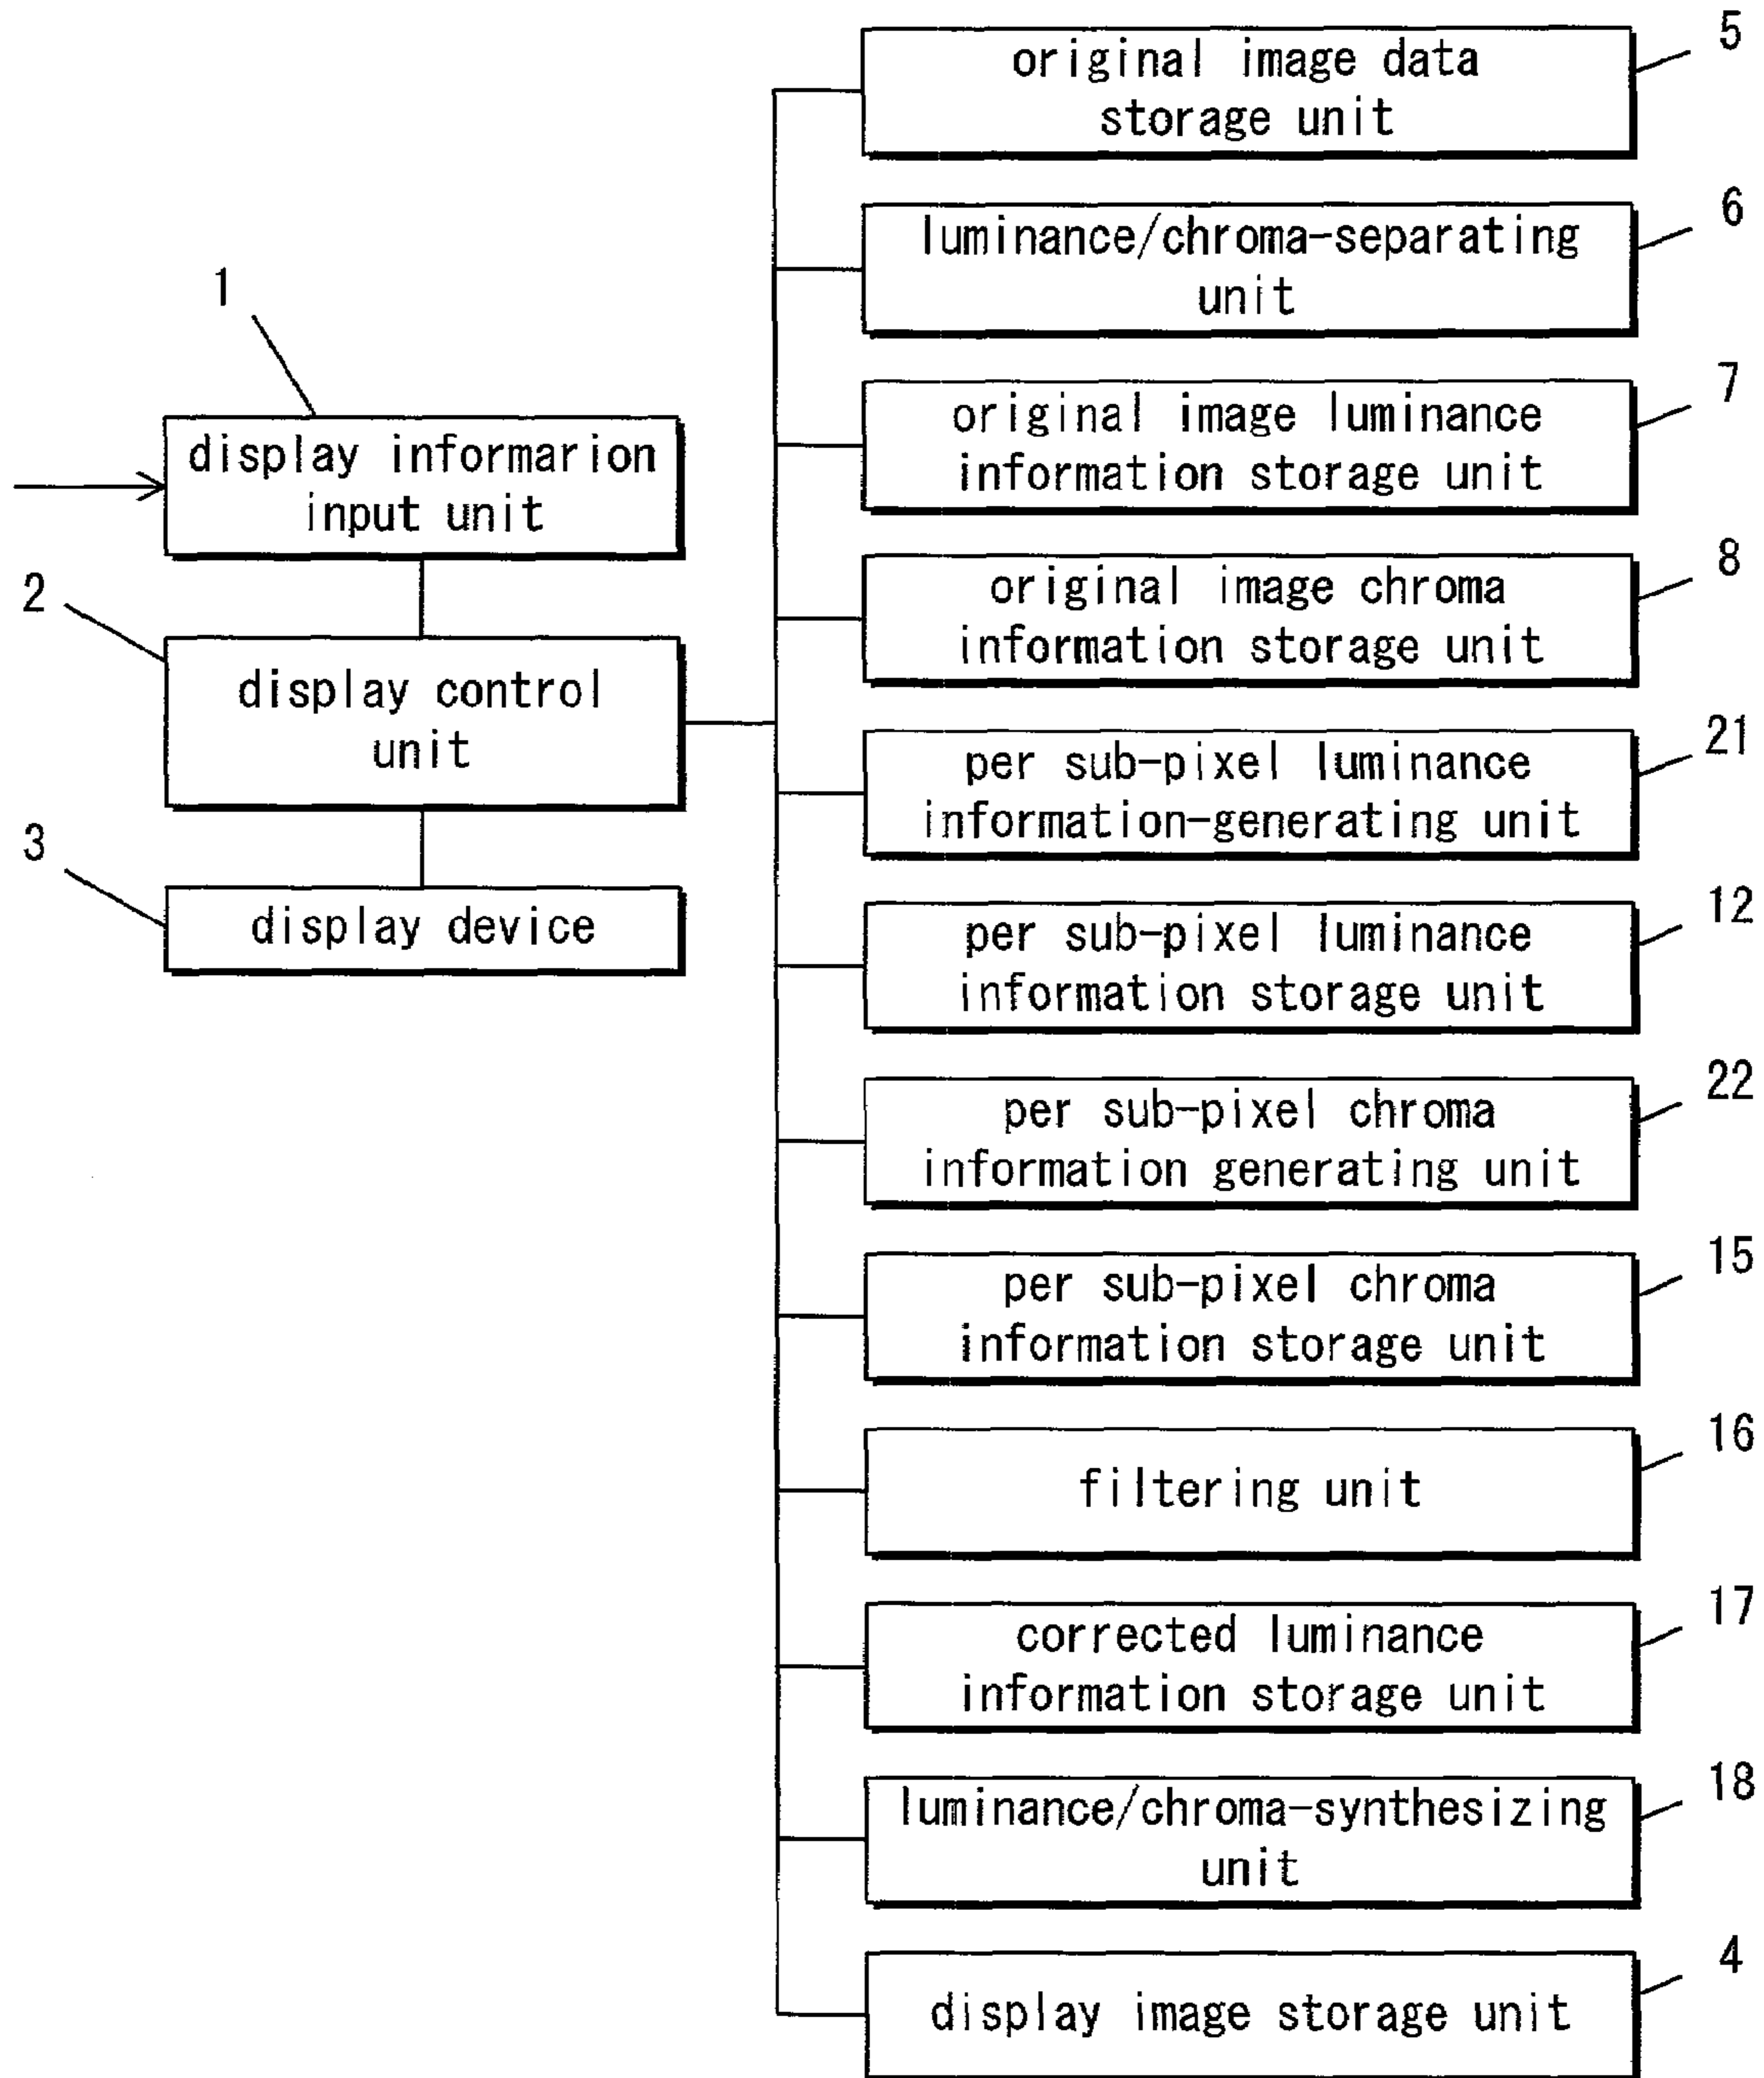 1
display informarion
input unit
2
display control
unit
3
display device
original image data
storage unit
5
luminance/chroma-separating
unit
6
original image luminance
information storage unit
7
original image chroma
information storage unit
8
per sub-pixel luminance
information-generating unit
21
per sub-pixel luminance
information storage unit
12
per sub-pixel chroma
information generating unit
22
per sub-pixel chroma
information storage unit
15
filtering unit
16
corrected luminance
information storage unit
17
luminance/chroma-synthesizing
unit
18
display image storage unit
4